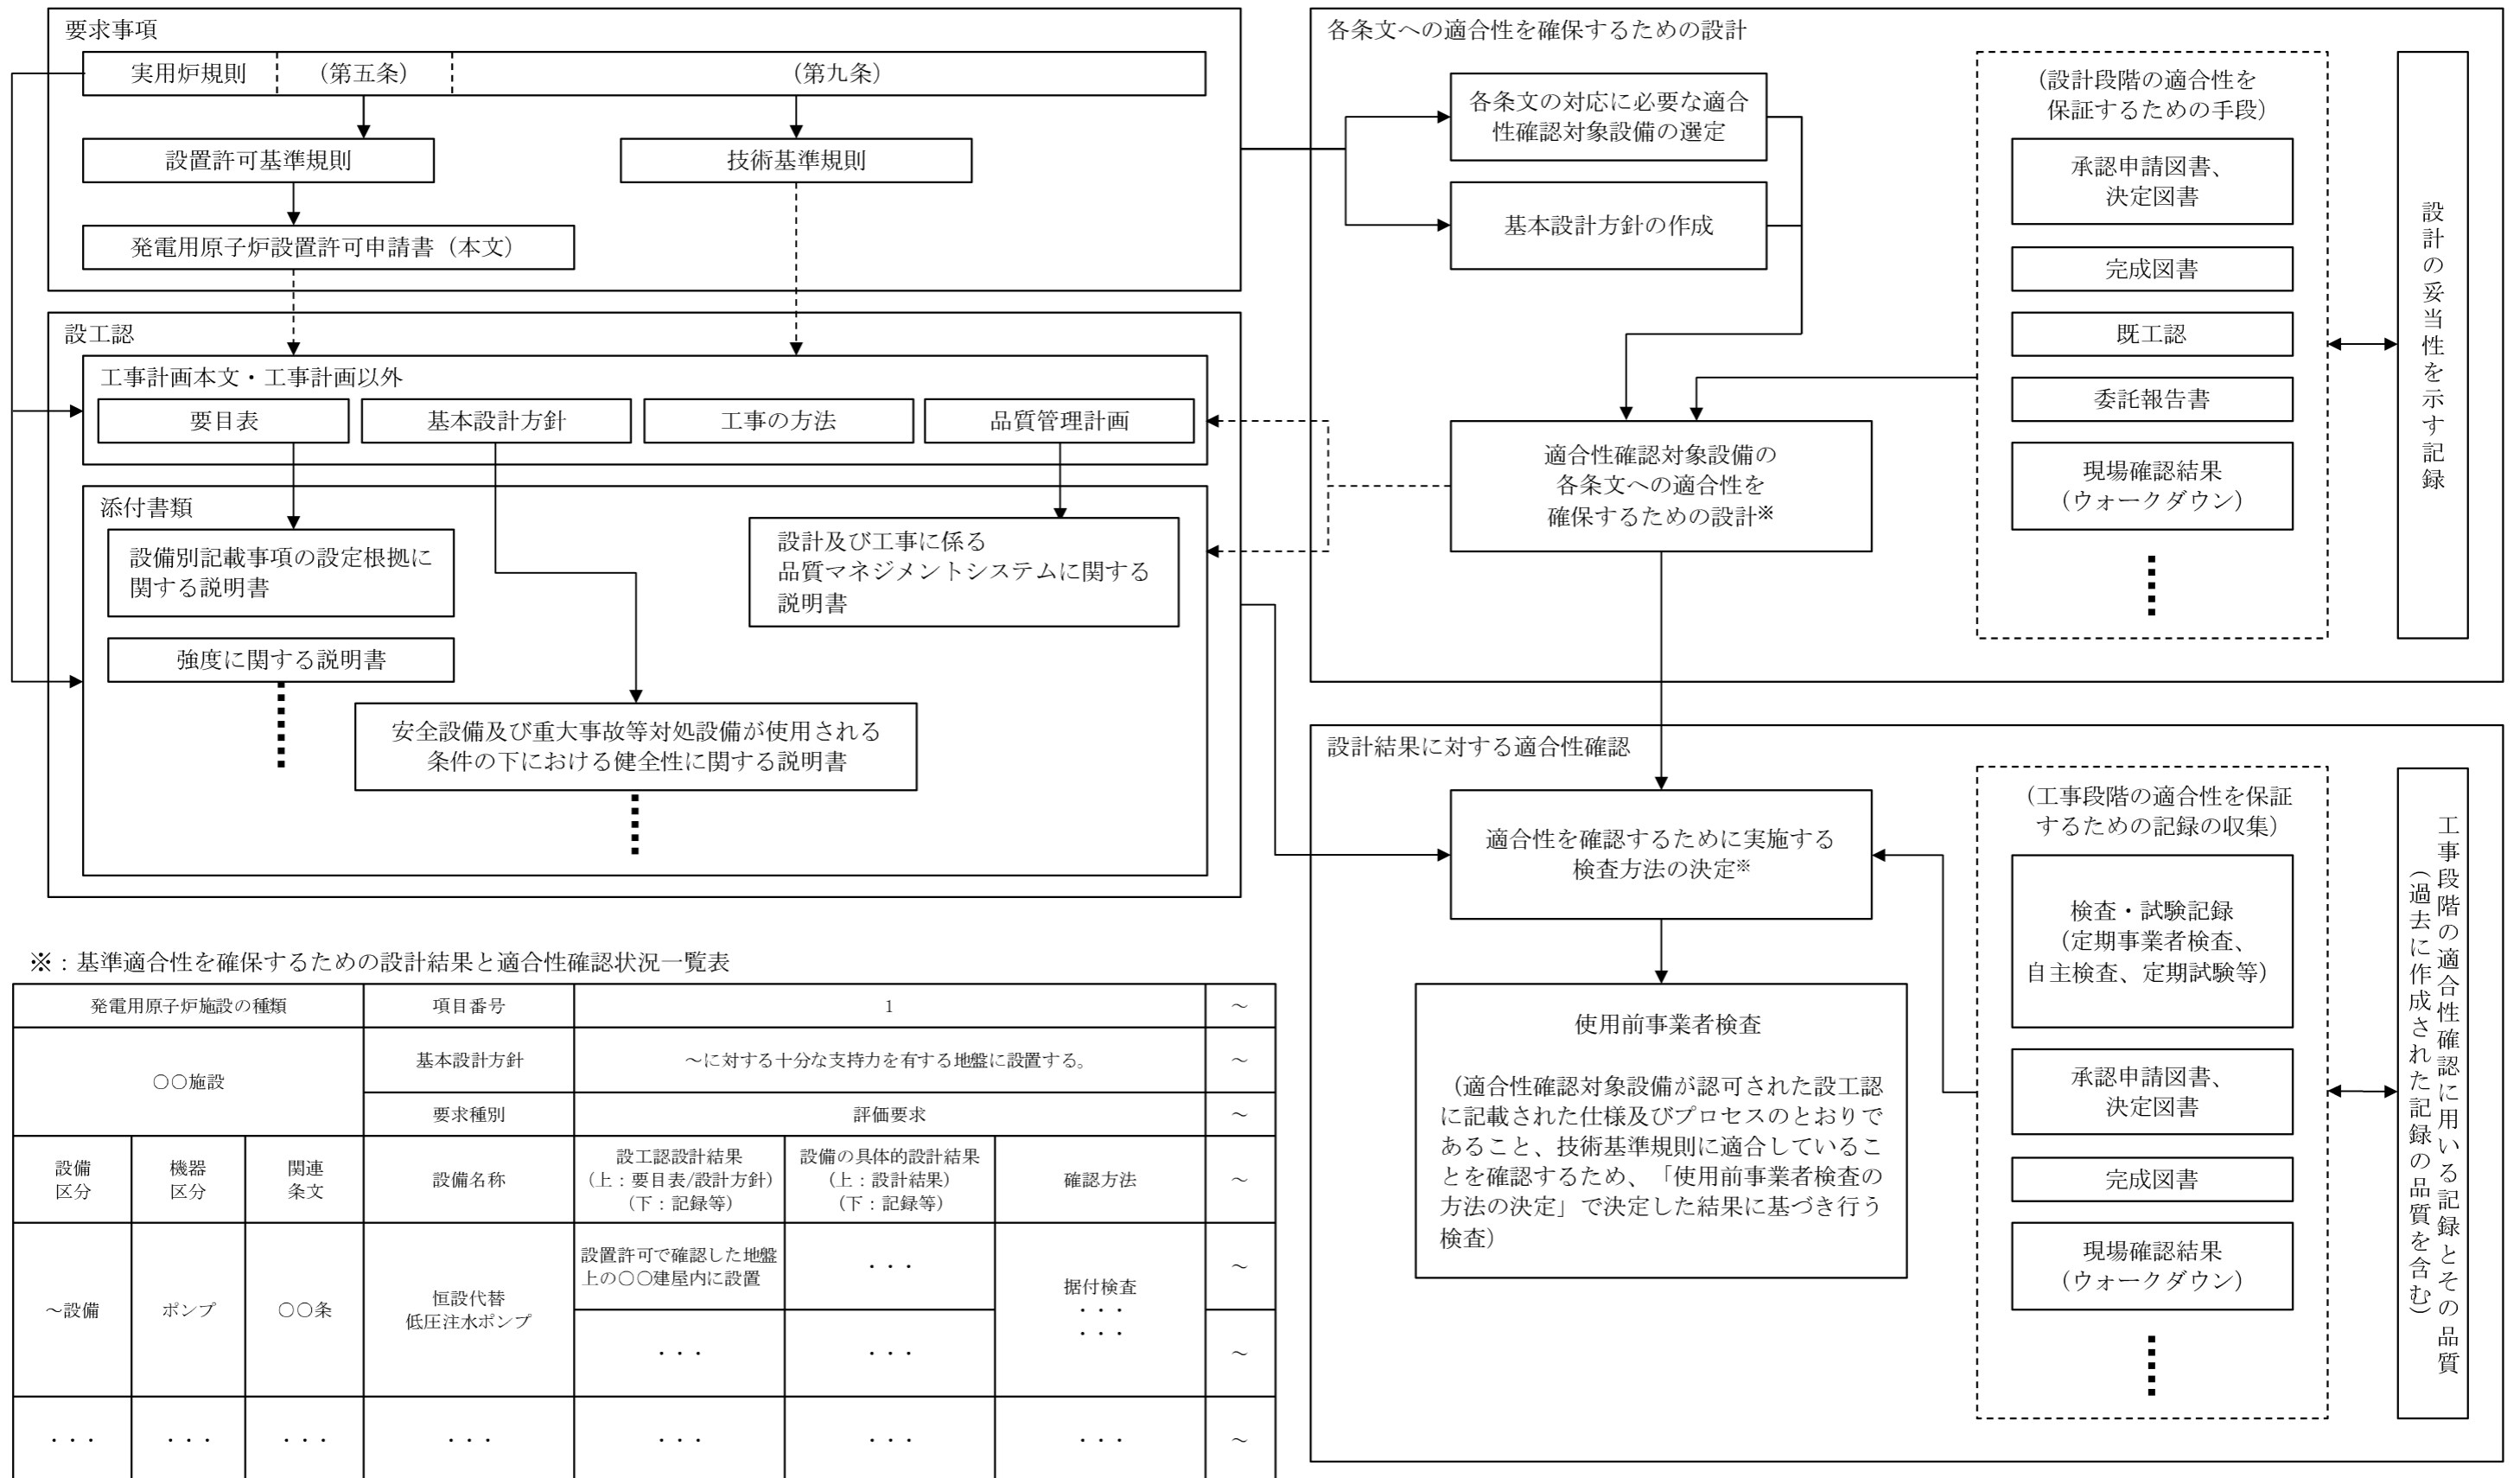 要求事項
実用炉規則
(第五条)
(第九条)
設置許可基準規則
技術基準規則
発電用原子炉設置許可申請書（本文）
設工認
工事計画本文・工事計画以外
要目表
基本設計方針
工事の方法
品質管理計画
添付書類
設備別記載事項の設定根拠に
関する説明書
設計及び工事に係る
品質マネジメントシステムに関する
説明書
強度に関する説明書
安全設備及び重大事故等対処設備が使用される
条件の下における健全性に関する説明書
各条文への適合性を確保するための設計
各条文の対応に必要な適合
性確認対象設備の選定
基本設計方針の作成
適合性確認対象設備の
各条文への適合性を
確保するための設計※
（設計段階の適合性を
保証するための手段）
承認申請図書、
決定図書
完成図書
既工認
委託報告書
現場確認結果
（ウォークダウン）
設計の妥当性を示す記録
設計結果に対する適合性確認
適合性を確認するために実施する
検査方法の決定※
使用前事業者検査
（適合性確認対象設備が認可された設工認
に記載された仕様及びプロセスのとおりで
あること、技術基準規則に適合しているこ
とを確認するため、「使用前事業者検査の
方法の決定」で決定した結果に基づき行う
検査）
（工事段階の適合性を保証
するための記録の収集）
検査・試験記録
（定期事業者検査、
自主検査、定期試験等）
承認申請図書、
決定図書
完成図書
現場確認結果
（ウォークダウン）
工事段階の適合性確認に用いる記録とその品質
（過去に作成された記録の品質を含む）
※：基準適合性を確保するための設計結果と適合性確認状況一覧表
発電用原子炉施設の種類
項目番号
1
～
○○施設
基本設計方針
～に対する十分な支持力を有する地盤に設置する。
～
要求種別
評価要求
～
設備
区分
機器
区分
関連
条文
設備名称
設工認設計結果
（上：要目表/設計方針）
（下：記録等）
設備の具体的設計結果
（上：設計結果）
（下：記録等）
確認方法
～
～設備
ポンプ
○○条
恒設代替
低圧注水ポンプ
設置許可で確認した地盤
上の○○建屋内に設置
・・・
据付検査
・・・
・・・
～
・・・
・・・
～
・・・
・・・
・・・
・・・
・・・
・・・
・・・
～